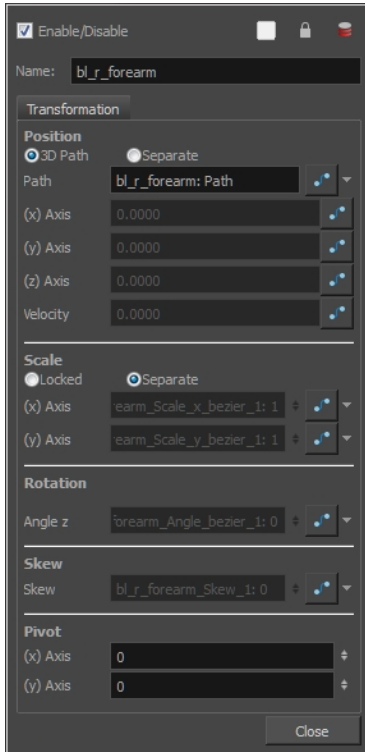 Enable/Disable
Name: bl_r_forearm
Transformation
Position
3D Path Separate
Path bl_r_forearm: Path
(x) Axis 0.0000
(y) Axis 0.0000
(z) Axis 0.0000
Velocity 0.0000
Scale
Locked Separate
(x) Axis earm_Scale_x_bezier_1: 1
(y) Axis earm_Scale_y_bezier_1: 1
Rotation
Angle z forearm_Angle_bezier_1: 0
Skew
Skew bl_r_forearm_Skew_1: 0
Pivot
(x) Axis 0
(y) Axis 0
Close